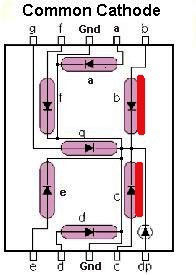 Common Cathode
g f Gnd a b
a
f b
g
e c
d
e d Gnd c dp